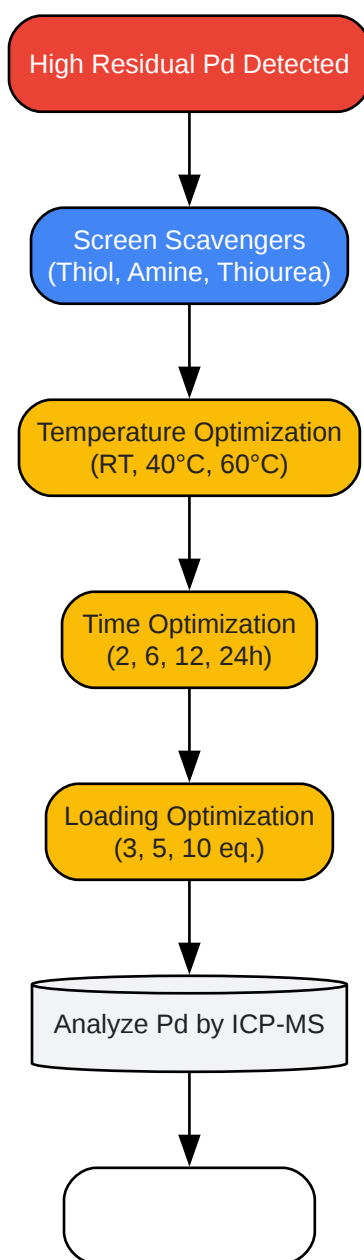 High Residual Pd Detected
Screen Scavengers
(Thiol, Amine, Thiourea)
Temperature Optimization
(RT, 40°C, 60°C)
Time Optimization
(2, 6, 12, 24h)
Loading Optimization
(3, 5, 10 eq.)
Analyze Pd by ICP-MS